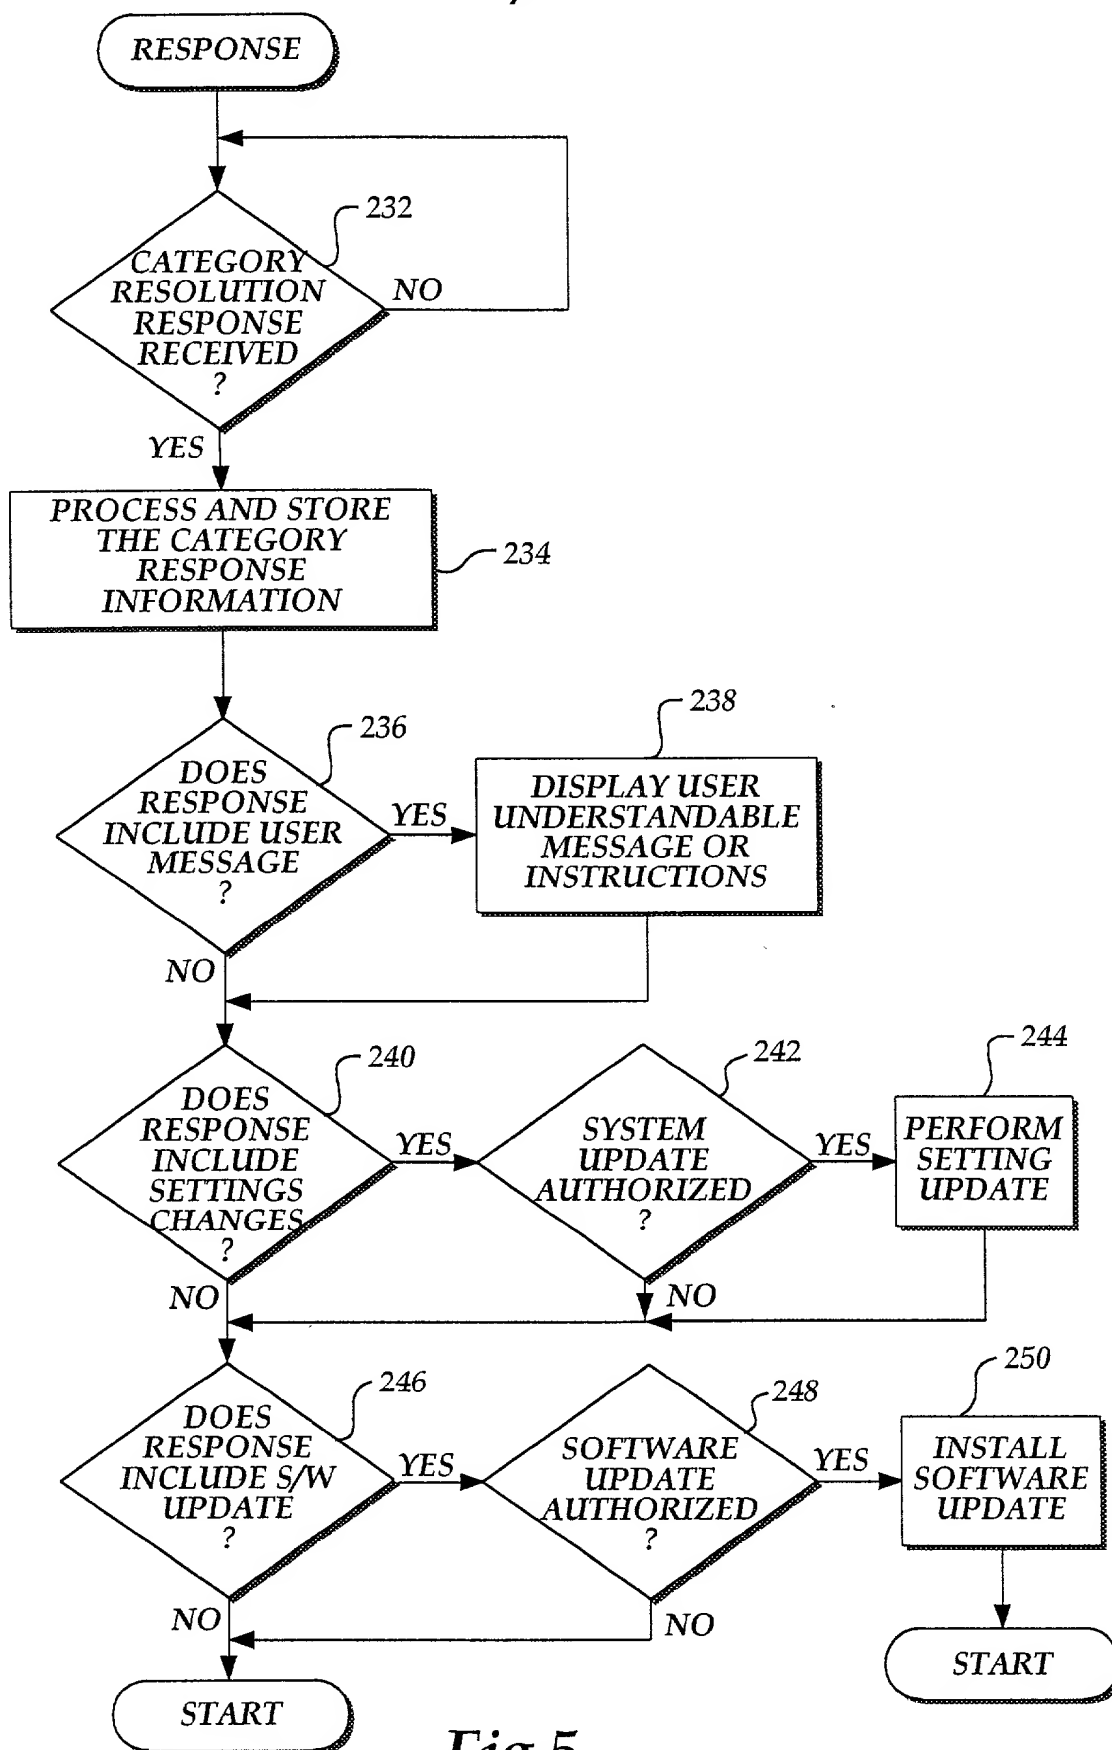 RESPONSE
232
CATEGORY
RESOLUTION
RESPONSE
RECEIVED
?
NO
YES
PROCESS AND STORE
THE CATEGORY
RESPONSE
INFORMATION
234
236
DOES
RESPONSE
INCLUDE USER
MESSAGE
?
YES
238
DISPLAY USER
UNDERSTANDABLE
MESSAGE OR
INSTRUCTIONS
NO
240
DOES
RESPONSE
INCLUDE
SETTINGS
CHANGES
?
YES
242
SYSTEM
UPDATE
AUTHORIZED
?
YES
244
PERFORM
SETTING
UPDATE
NO
NO
246
DOES
RESPONSE
INCLUDE S/W
UPDATE
?
YES
248
SOFTWARE
UPDATE
AUTHORIZED
?
YES
250
INSTALL
SOFTWARE
UPDATE
NO
NO
START
START
Fig.5